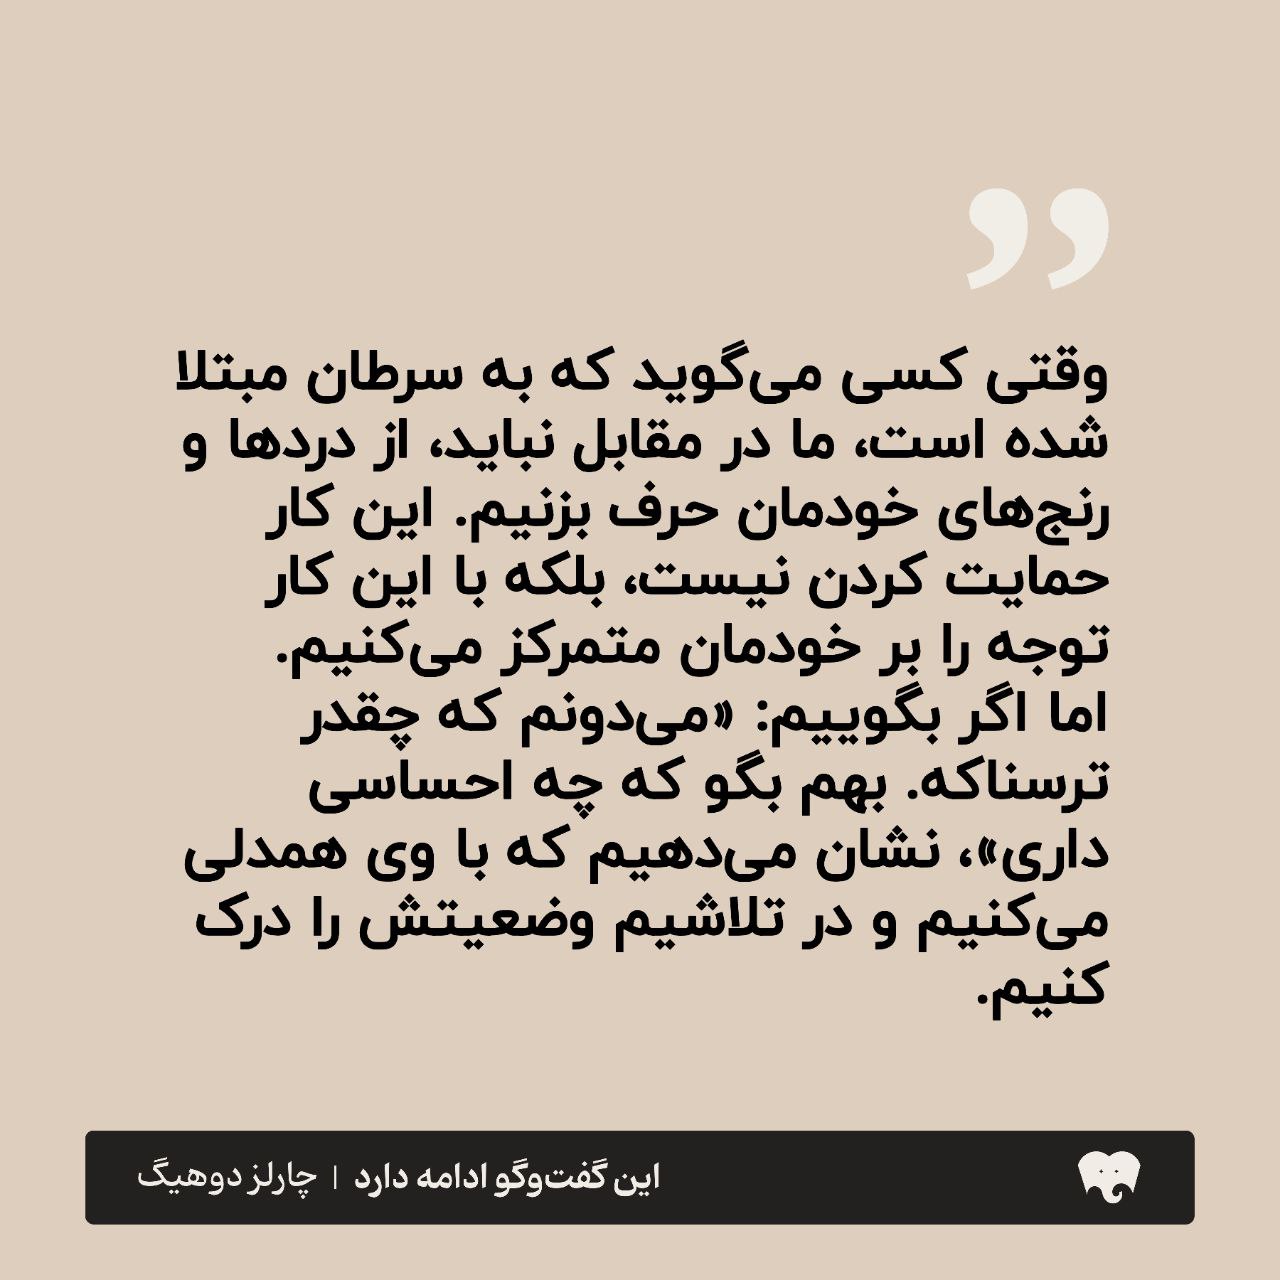 ”
وقتی کسی می‌گوید که به سرطان مبتلا
شده است، ما در مقابل نباید، از دردها و
رنج‌های خودمان حرف بزنیم. این کار
حمایت کردن نیست، بلکه با این کار
توجه را بر خودمان متمرکز می‌کنیم.
اما اگر بگوییم: «می‌دونم که چقدر
ترسناکه. بهم بگو که چه احساسی
داری»، نشان می‌دهیم که با وی همدلی
می‌کنیم و در تلاشیم وضعیتش را درک
کنیم.
این گفت‌وگو ادامه دارد | چارلز دوهیگ